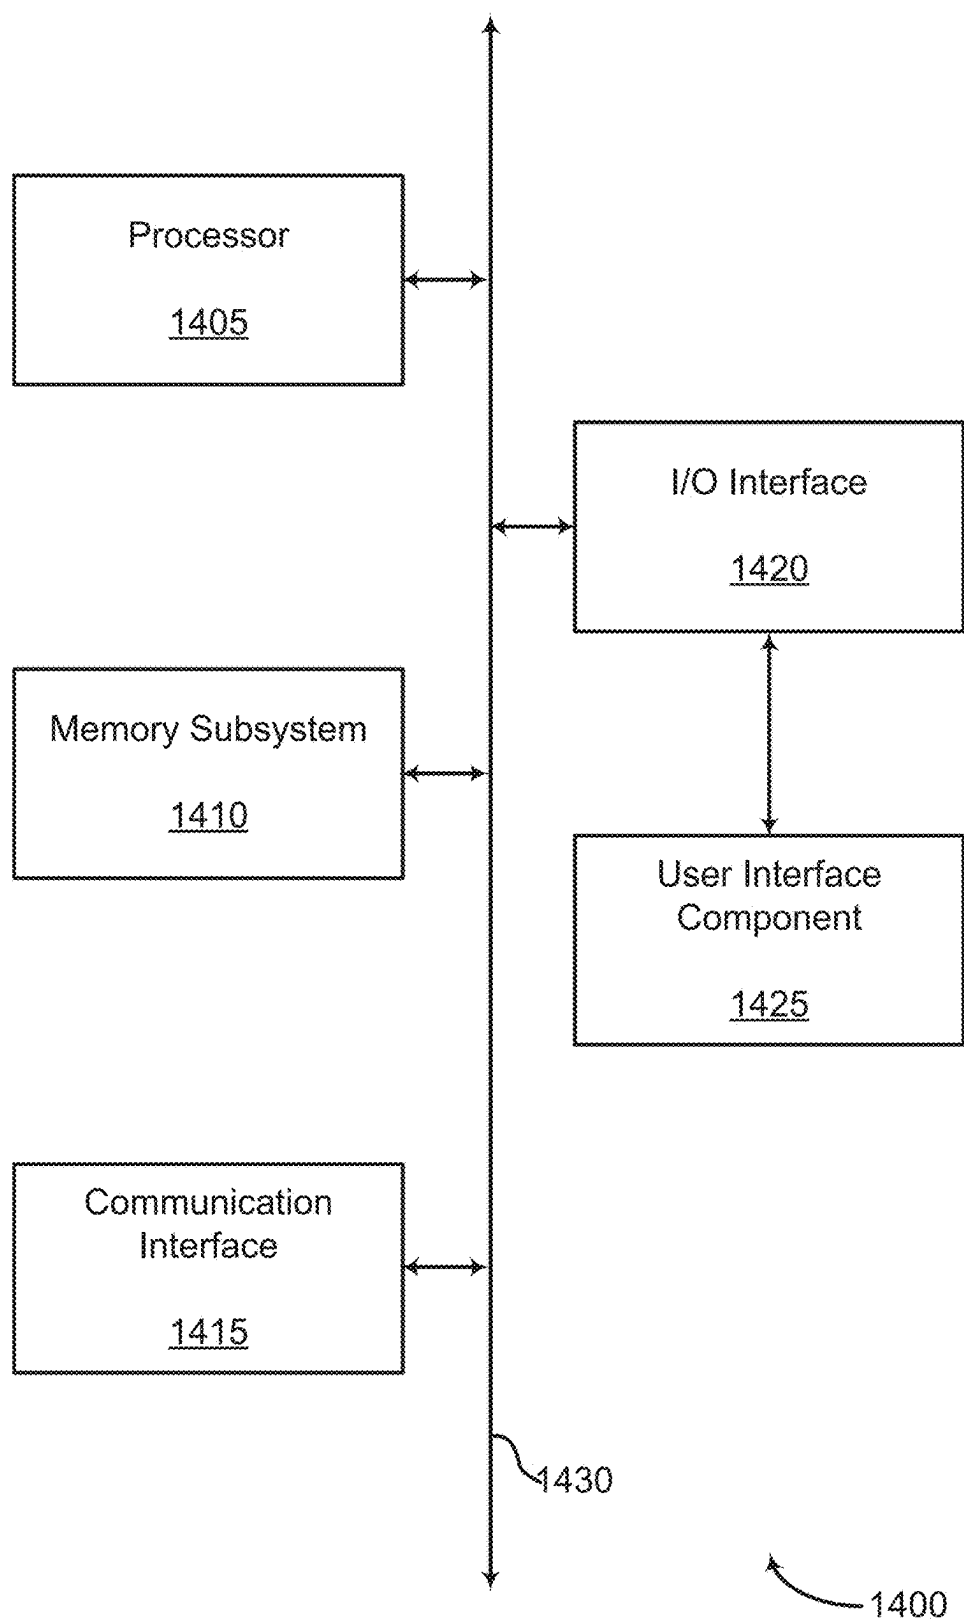 Processor
1405
I/O Interface
1420
Memory Subsystem
1410
User Interface
Component
1425
Communication
Interface
1415
1430
1400